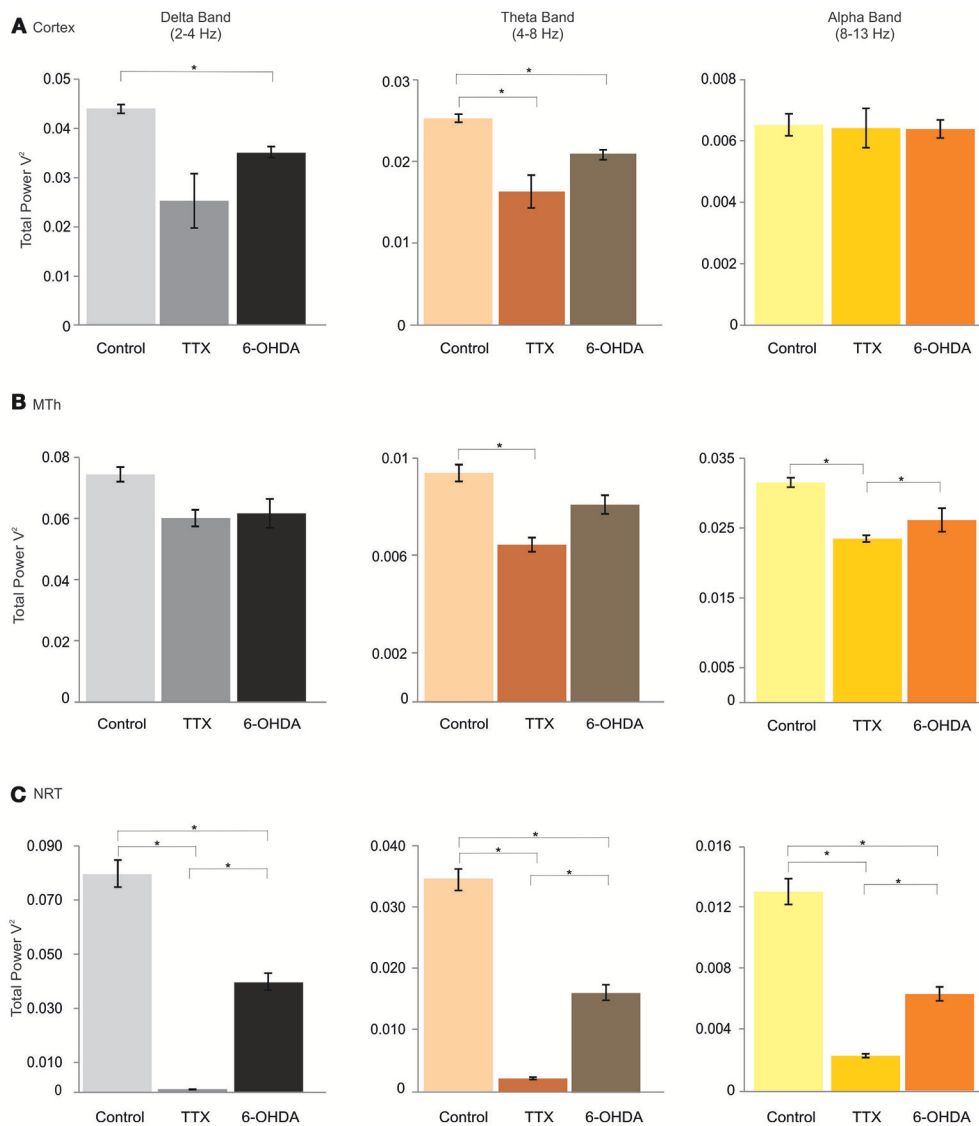 A Cortex
Delta Band
(2-4 Hz)
Theta Band
(4-8 Hz)
Alpha Band
(8-13 Hz)
Total Power V²
0.05
0.04
0.03
0.02
0.01
0
*
Control TTX 6-OHDA
0.03
0.02
0.01
0
*
*
Control TTX 6-OHDA
0.008
0.006
0.004
0.002
0
Control TTX 6-OHDA
B MTh
Total Power V²
0.08
0.06
0.04
0.02
0
Control TTX 6-OHDA
0.01
0.006
0.002
0
*
Control TTX 6-OHDA
0.035
0.025
0.015
0.005
0
*
*
Control TTX 6-OHDA
C NRT
Total Power V²
0.090
0.070
0.050
0.030
0.010
0
*
*
*
Control TTX 6-OHDA
0.040
0.030
0.020
0.010
0
*
*
*
Control TTX 6-OHDA
0.016
0.012
0.008
0.004
0
*
*
*
Control TTX 6-OHDA